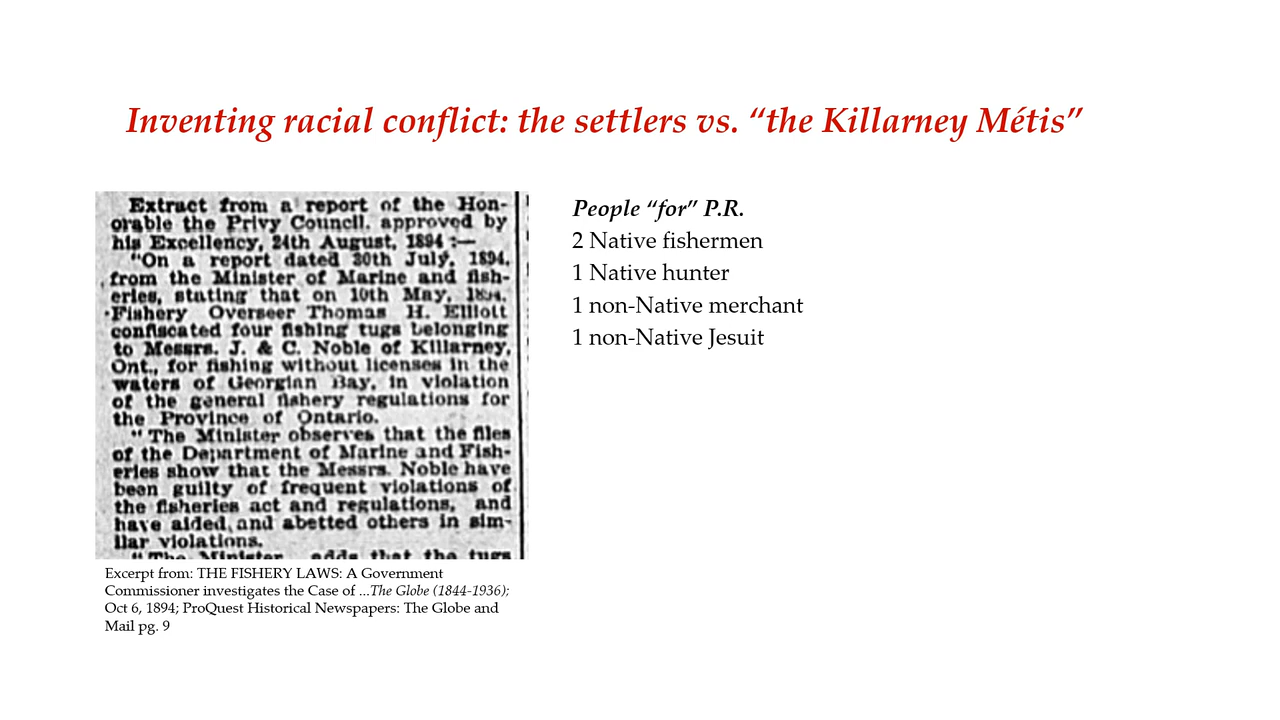 Inventing racial conflict: the settlers vs. “the Killarney Métis”
Extract from a report of the Hon-
orable the Privy Council, approved by
his Excellency, 24th August, 1894 :—
“On a report dated 30th July, 1894,
from the Minister of Marine and fish-
eries, stating that on 10th May, 1894,
Fishery Overseer Thomas H. Elliott
confiscated four fishing tugs belonging
to Messrs. J. & C. Noble of Killarney,
Ont., for fishing without licenses in the
waters of Georgian Bay, in violation
of the general fishery regulations for
the Province of Ontario.
“ The Minister observes that the files
of the Department of Marine and Fish-
eries show that the Messrs. Noble have
been guilty of frequent violations of
the fisheries act and regulations, and
have aided and abetted others in sim-
ilar violations.
“ The Minister adds that the tugs
Excerpt from: THE FISHERY LAWS: A Government
Commissioner investigates the Case of ...The Globe (1844-1936);
Oct 6, 1894; ProQuest Historical Newspapers: The Globe and
Mail pg. 9
People “for” P.R.
2 Native fishermen
1 Native hunter
1 non-Native merchant
1 non-Native Jesuit